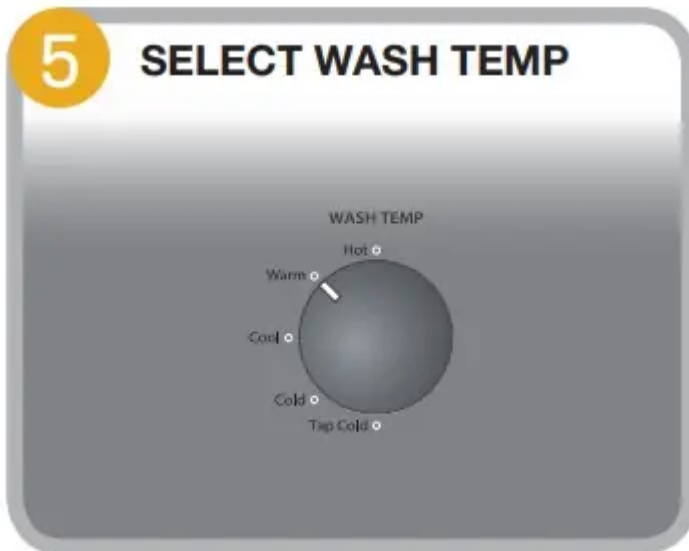 5
SELECT WASH TEMP
WASH TEMP
Hot
Warm
Cool
Cold
Tap Cold